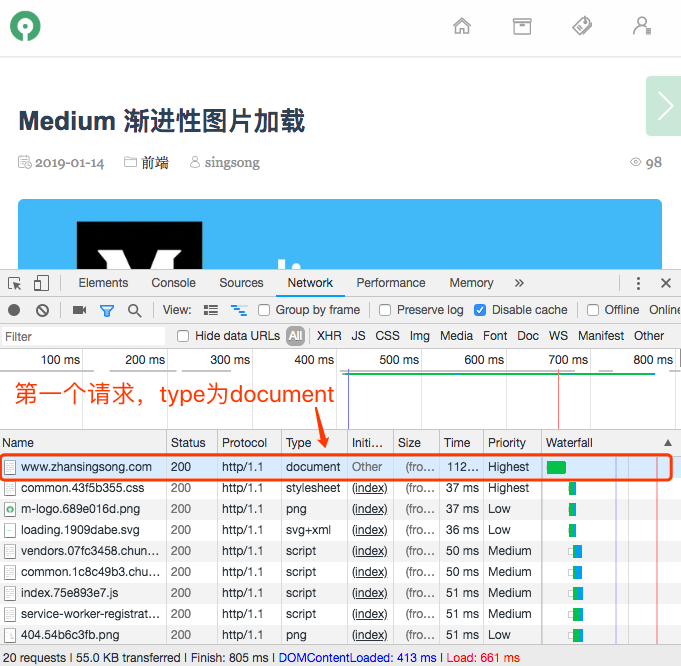 Medium 渐进性图片加载
2019-01-14 前端 singsong 98
Elements Console Sources Network Performance Memory »
View: Group by frame Preserve log Disable cache Offline Online
Filter Hide data URLs All XHR JS CSS Img Media Font Doc WS Manifest Other
100 ms 200 ms 300 ms 400 ms 500 ms 600 ms 700 ms 800 ms
第一个请求，type为document
Name Status Protocol Type Initi... Size Time Priority Waterfall
www.zhansingsong.com 200 http/1.1 document Other (fro... 112... Highest
common.43f5b355.css 200 http/1.1 stylesheet (index) (fro... 37 ms Highest
m-logo.689e016d.png 200 http/1.1 png (index) (fro... 37 ms Low
loading.1909dabe.svg 200 http/1.1 svg+xml (index) (fro... 36 ms Low
vendors.07fc3458.chun... 200 http/1.1 script (index) (fro... 50 ms Medium
common.1c8c49b3.chu... 200 http/1.1 script (index) (fro... 50 ms Medium
index.75e893e7.js 200 http/1.1 script (index) (fro... 51 ms Medium
service-worker-registrat... 200 http/1.1 script (index) (fro... 51 ms Medium
404.54b6c3fb.png 200 http/1.1 png (index) (fro... 51 ms Low
20 requests | 55.0 KB transferred | Finish: 805 ms | DOMContentLoaded: 413 ms | Load: 661 ms